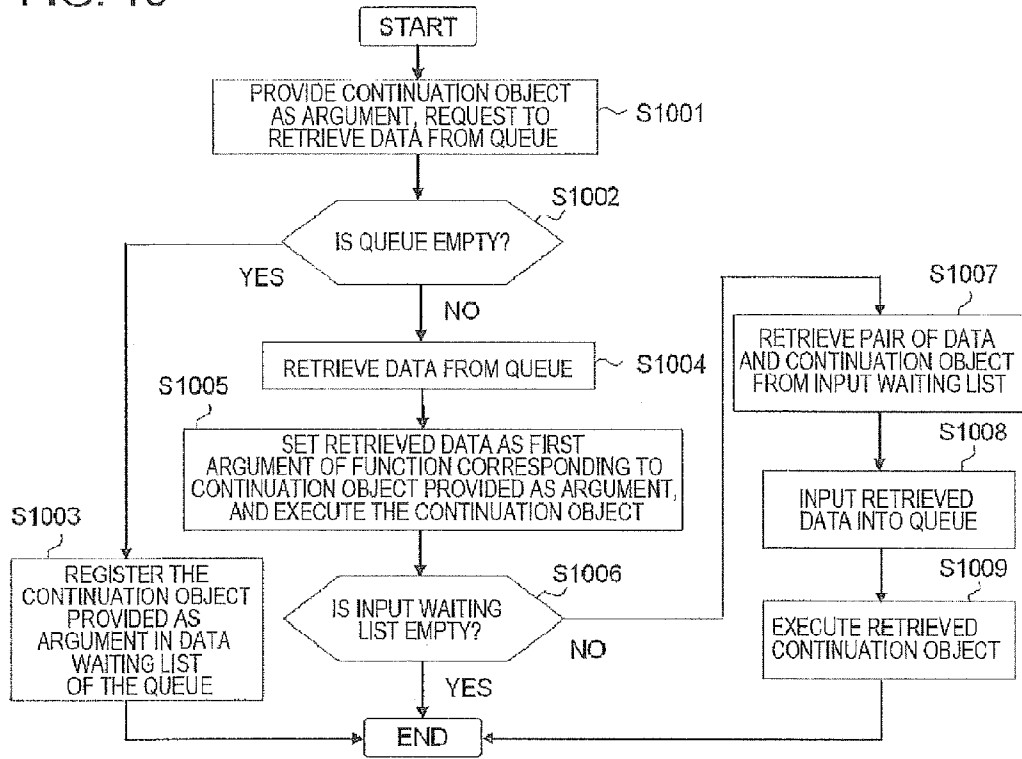 START
PROVIDE CONTINUATION OBJECT
AS ARGUMENT, REQUEST TO
RETRIEVE DATA FROM QUEUE
S1001
S1002
IS QUEUE EMPTY?
YES
NO
RETRIEVE DATA FROM QUEUE
S1004
S1005
SET RETRIEVED DATA AS FIRST
ARGUMENT OF FUNCTION CORRESPONDING TO
CONTINUATION OBJECT PROVIDED AS ARGUMENT,
AND EXECUTE THE CONTINUATION OBJECT
S1003
REGISTER THE
CONTINUATION OBJECT
PROVIDED AS
ARGUMENT IN DATA
WAITING LIST
OF THE QUEUE
S1006
IS INPUT WAITING
LIST EMPTY?
NO
YES
S1007
RETRIEVE PAIR OF DATA
AND CONTINUATION OBJECT
FROM INPUT WAITING LIST
S1008
INPUT RETRIEVED
DATA INTO QUEUE
S1009
EXECUTE RETRIEVED
CONTINUATION OBJECT
END